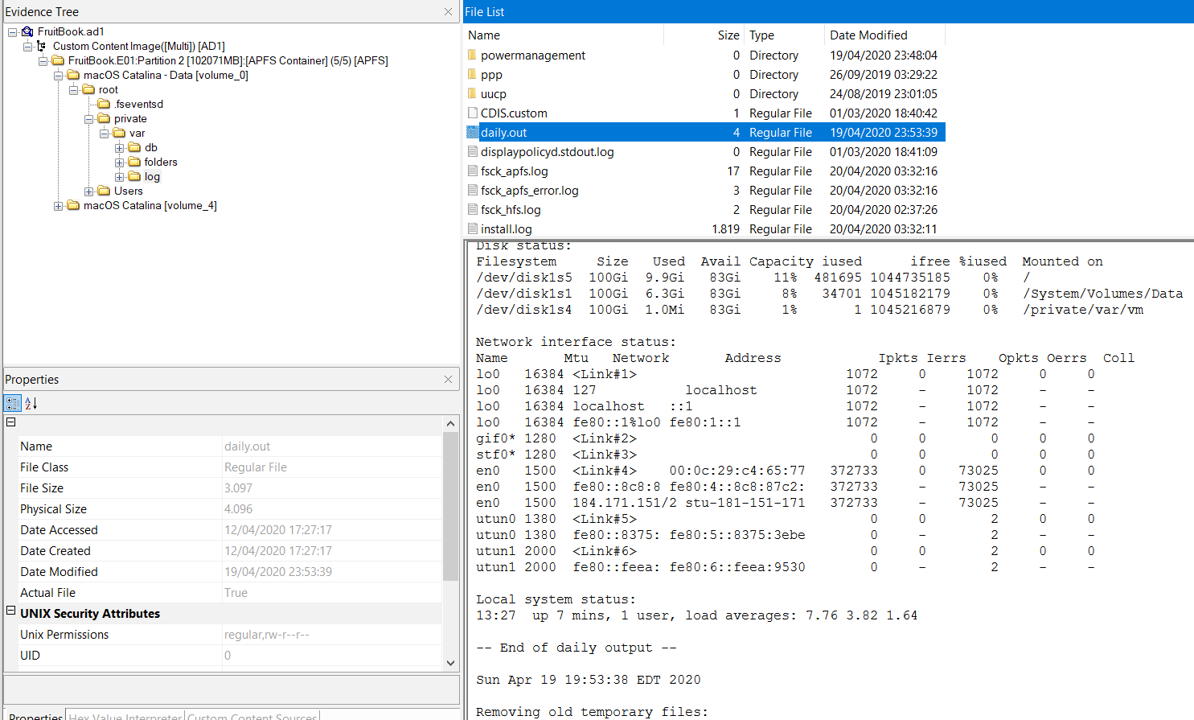 Evidence Tree
FruitBook.ad1
Custom Content Image([Multi]) [AD1]
FruitBook.E01:Partition 2 [102071MB]:[APFS Container] (5/5) [APFS]
macOS Catalina - Data [volume_0]
root
.fseventsd
private
var
db
folders
log
Users
macOS Catalina [volume_4]
Properties
Name daily.out
File Class Regular File
File Size 3.097
Physical Size 4.096
Date Accessed 12/04/2020 17:27:17
Date Created 12/04/2020 17:27:17
Date Modified 19/04/2020 23:53:39
Actual File True
UNIX Security Attributes
Unix Permissions regular,rw-r--r--
UID 0
Properties Hex Value Interpreter Custom Content Sources
File List
Name Size Type Date Modified
powermanagement 0 Directory 19/04/2020 23:48:04
ppp 0 Directory 26/09/2019 03:29:22
uucp 0 Directory 24/08/2019 23:01:05
CDIS.custom 1 Regular File 01/03/2020 18:40:42
daily.out 4 Regular File 19/04/2020 23:53:39
displaypolicyd.stdout.log 0 Regular File 01/03/2020 18:41:09
fsck_apfs.log 17 Regular File 20/04/2020 03:32:16
fsck_apfs_error.log 3 Regular File 20/04/2020 03:32:16
fsck_hfs.log 2 Regular File 20/04/2020 02:37:26
install.log 1.819 Regular File 20/04/2020 03:32:11
Disk status:
Filesystem Size Used Avail Capacity iused ifree %iused Mounted on
/dev/disk1s5 100Gi 9.9Gi 83Gi 11% 481695 1044735185 0% /
/dev/disk1s1 100Gi 6.3Gi 83Gi 8% 34701 1045182179 0% /System/Volumes/Data
/dev/disk1s4 100Gi 1.0Mi 83Gi 1% 1 1045216879 0% /private/var/vm
Network interface status:
Name Mtu Network Address Ipkts Ierrs Opkts Oerrs Coll
lo0 16384 <Link#1> 1072 0 1072 0 0
lo0 16384 127 localhost 1072 - 1072 - -
lo0 16384 localhost ::1 1072 - 1072 - -
lo0 16384 fe80::1%lo0 fe80:1::1 1072 - 1072 - -
gif0* 1280 <Link#2> 0 0 0 0 0
stf0* 1280 <Link#3> 0 0 0 0 0
en0 1500 <Link#4> 00:0c:29:c4:65:77 372733 0 73025 0 0
en0 1500 fe80::8c8:8 fe80:4::8c8:87c2: 372733 - 73025 - -
en0 1500 184.171.151/2 stu-181-151-171 372733 - 73025 - -
utun0 1380 <Link#5> 0 0 2 0 0
utun0 1380 fe80::8375: fe80:5::8375:3ebe 0 - 2 - -
utun1 2000 <Link#6> 0 0 2 0 0
utun1 2000 fe80::feea: fe80:6::feea:9530 0 - 2 - -
Local system status:
13:27 up 7 mins, 1 user, load averages: 7.76 3.82 1.64
-- End of daily output --
Sun Apr 19 19:53:38 EDT 2020
Removing old temporary files: